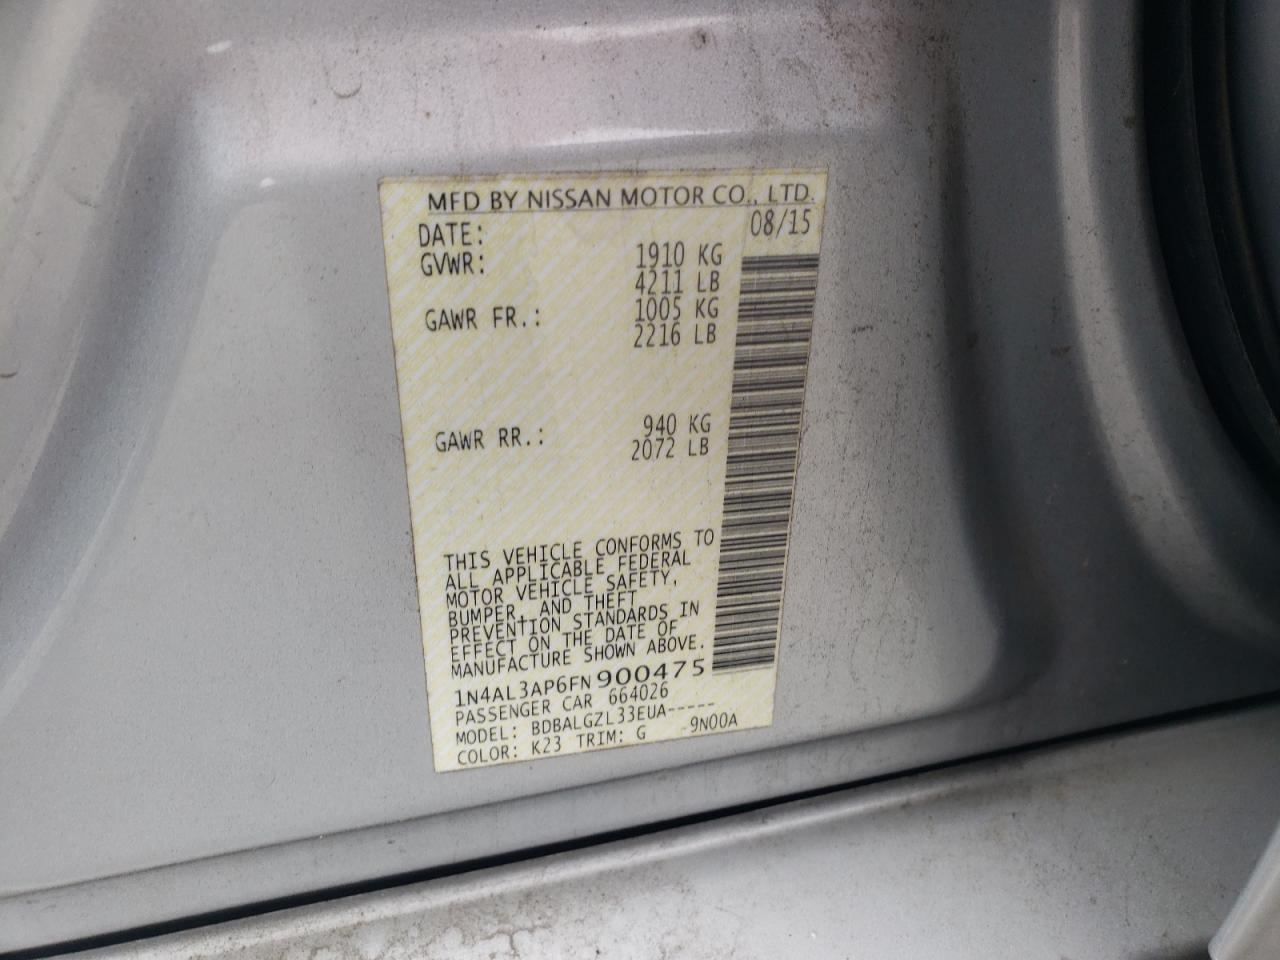 MFD BY NISSAN MOTOR CO., LTD.
DATE: 08/15
GVWR: 1910 KG
4211 LB
GAWR FR.: 1005 KG
2216 LB
GAWR RR.: 940 KG
2072 LB
THIS VEHICLE CONFORMS TO
ALL APPLICABLE FEDERAL
MOTOR VEHICLE SAFETY,
BUMPER, AND THEFT
PREVENTION STANDARDS IN
EFFECT ON THE DATE OF
MANUFACTURE SHOWN ABOVE.
1N4AL3AP6FN900475
PASSENGER CAR 664026
MODEL: BDBALGZL33EUA-----
COLOR: K23 TRIM: G 9N00A